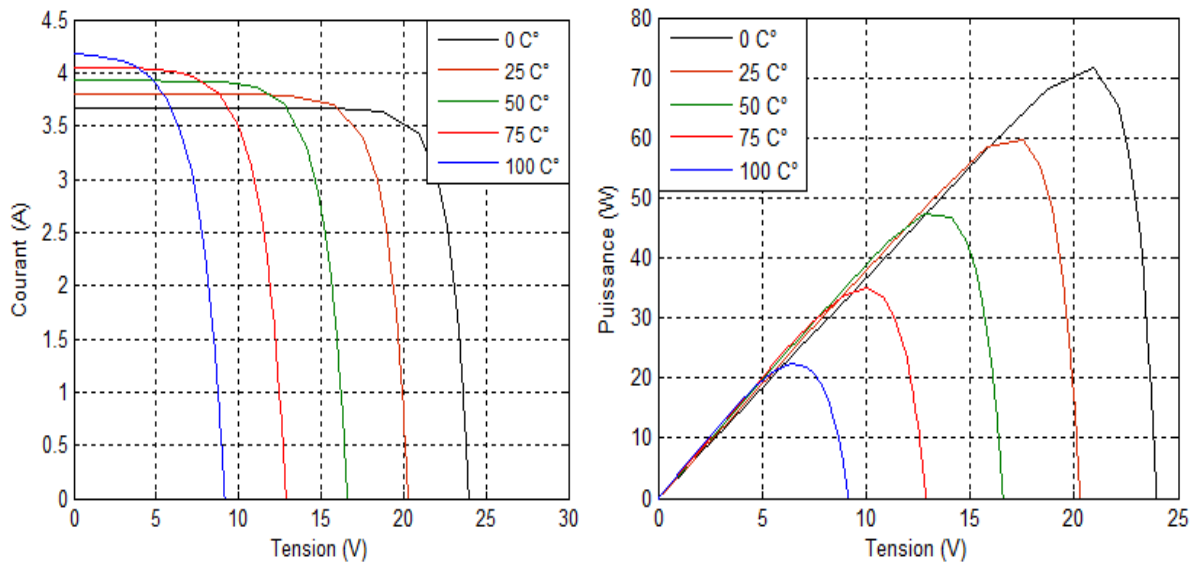 4.5
4
3.5
3
2.5
2
1.5
1
0.5
0
0 5 10 15 20 25 30
Courant (A)
Tension (V)
0 C°
25 C°
50 C°
75 C°
100 C°
80
70
60
50
40
30
20
10
0
0 5 10 15 20 25
Puissance (W)
Tension (V)
0 C°
25 C°
50 C°
75 C°
100 C°